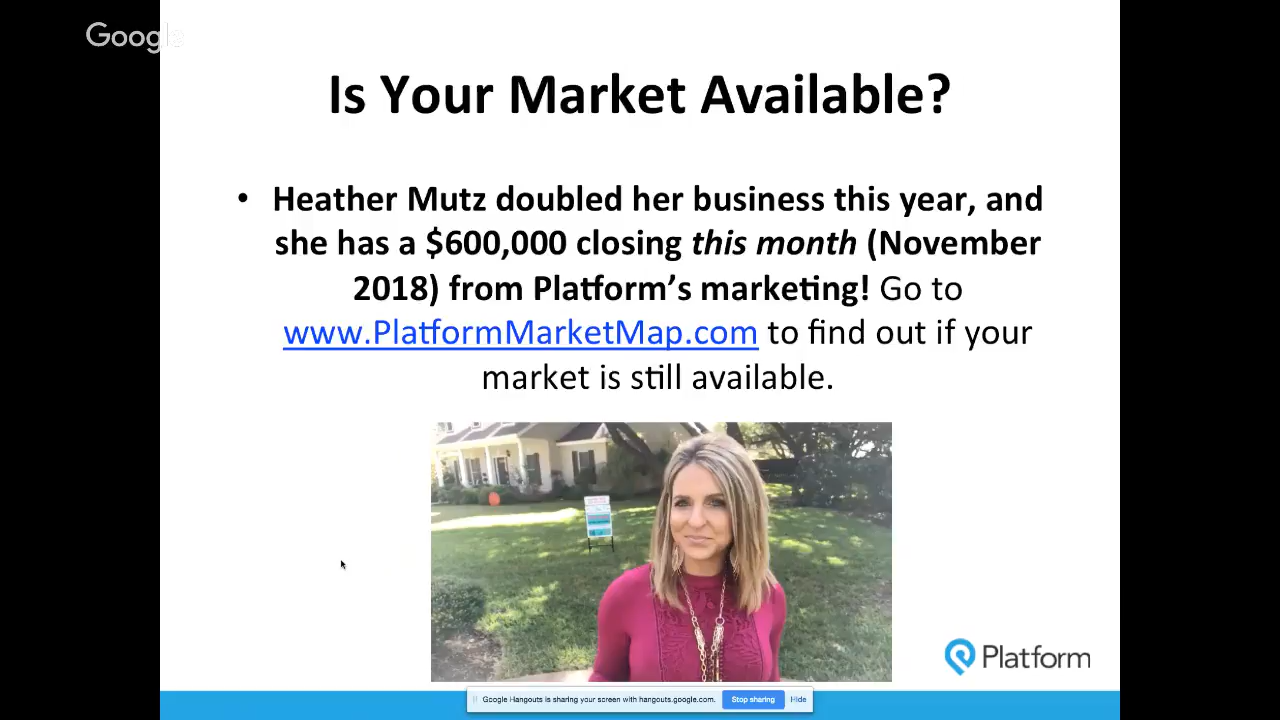 Google
Is Your Market Available?
• Heather Mutz doubled her business this year, and
she has a $600,000 closing this month (November
2018) from Platform’s marketing! Go to
www.PlatformMarketMap.com to find out if your
market is still available.
Platform
Google Hangouts is sharing your screen with hangouts.google.com. Stop sharing Hide